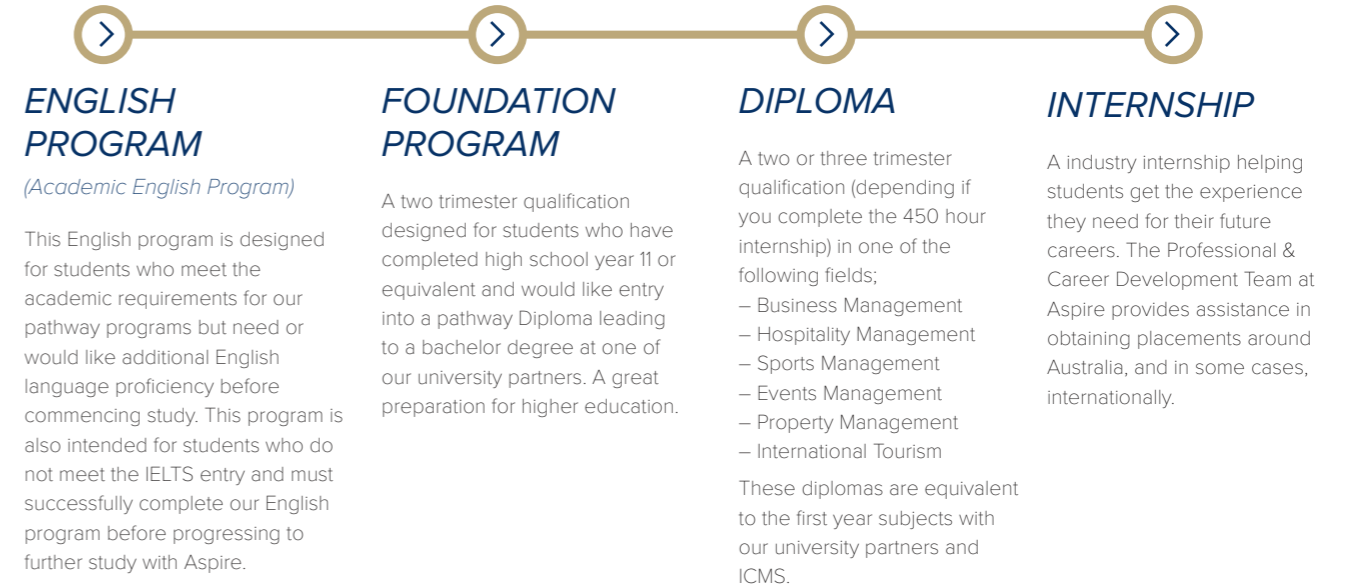 ENGLISH
PROGRAM
(Academic English Program)
This English program is designed
for students who meet the
academic requirements for our
pathway programs but need or
would like additional English
language proficiency before
commencing study. This program is
also intended for students who do
not meet the IELTS entry and must
successfully complete our English
program before progressing to
further study with Aspire.
FOUNDATION
PROGRAM
A two trimester qualification
designed for students who have
completed high school year 11 or
equivalent and would like entry
into a pathway Diploma leading
to a bachelor degree at one of
our university partners. A great
preparation for higher education.
DIPLOMA
A two or three trimester
qualification (depending if
you complete the 450 hour
internship) in one of the
following fields;
– Business Management
– Hospitality Management
– Sports Management
– Events Management
– Property Management
– International Tourism
These diplomas are equivalent
to the first year subjects with
our university partners and
ICMS.
INTERNSHIP
A industry internship helping
students get the experience
they need for their future
careers. The Professional &
Career Development Team at
Aspire provides assistance in
obtaining placements around
Australia, and in some cases,
internationally.